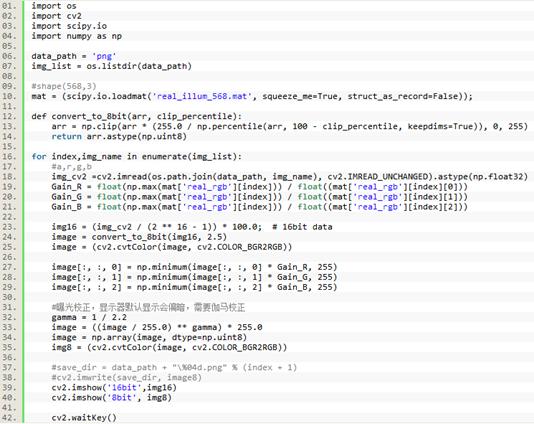 01. import os
02. import cv2
03. import scipy.io
04. import numpy as np
05.
06. data_path = 'png'
07. img_list = os.listdir(data_path)
08.
09. #shape(568,3)
10. mat = (scipy.io.loadmat('real_illum_568.mat', squeeze_me=True, struct_as_record=False));
11.
12. def convert_to_8bit(arr, clip_percentile):
13.     arr = np.clip(arr * (255.0 / np.percentile(arr, 100 - clip_percentile, keepdims=True)), 0, 255)
14.     return arr.astype(np.uint8)
15.
16. for index,img_name in enumerate(img_list):
17.     #a,r,g,b
18.     img_cv2 =cv2.imread(os.path.join(data_path, img_name), cv2.IMREAD_UNCHANGED).astype(np.float32)
19.     Gain_R = float(np.max(mat['real_rgb'][index])) / float((mat['real_rgb'][index][0]))
20.     Gain_G = float(np.max(mat['real_rgb'][index])) / float((mat['real_rgb'][index][1]))
21.     Gain_B = float(np.max(mat['real_rgb'][index])) / float((mat['real_rgb'][index][2]))
22.
23.     img16 = (img_cv2 / (2 ** 16 - 1)) * 100.0;  # 16bit data
24.     image = convert_to_8bit(img16, 2.5)
25.     image = (cv2.cvtColor(image, cv2.COLOR_BGR2RGB))
26.
27.     image[:, :, 0] = np.minimum(image[:, :, 0] * Gain_R, 255)
28.     image[:, :, 1] = np.minimum(image[:, :, 1] * Gain_G, 255)
29.     image[:, :, 2] = np.minimum(image[:, :, 2] * Gain_B, 255)
30.
31.     #曝光校正，显示器默认显示会偏暗，需要伽马校正
32.     gamma = 1 / 2.2
33.     image = ((image / 255.0) ** gamma) * 255.0
34.     image = np.array(image, dtype=np.uint8)
35.     img8 = (cv2.cvtColor(image, cv2.COLOR_BGR2RGB))
36.
37.     #save_dir = data_path + "\%04d.png" % (index + 1)
38.     #cv2.imwrite(save_dir, image8)
39.     cv2.imshow('16bit',img16)
40.     cv2.imshow('8bit', img8)
41.
42.     cv2.waitKey()